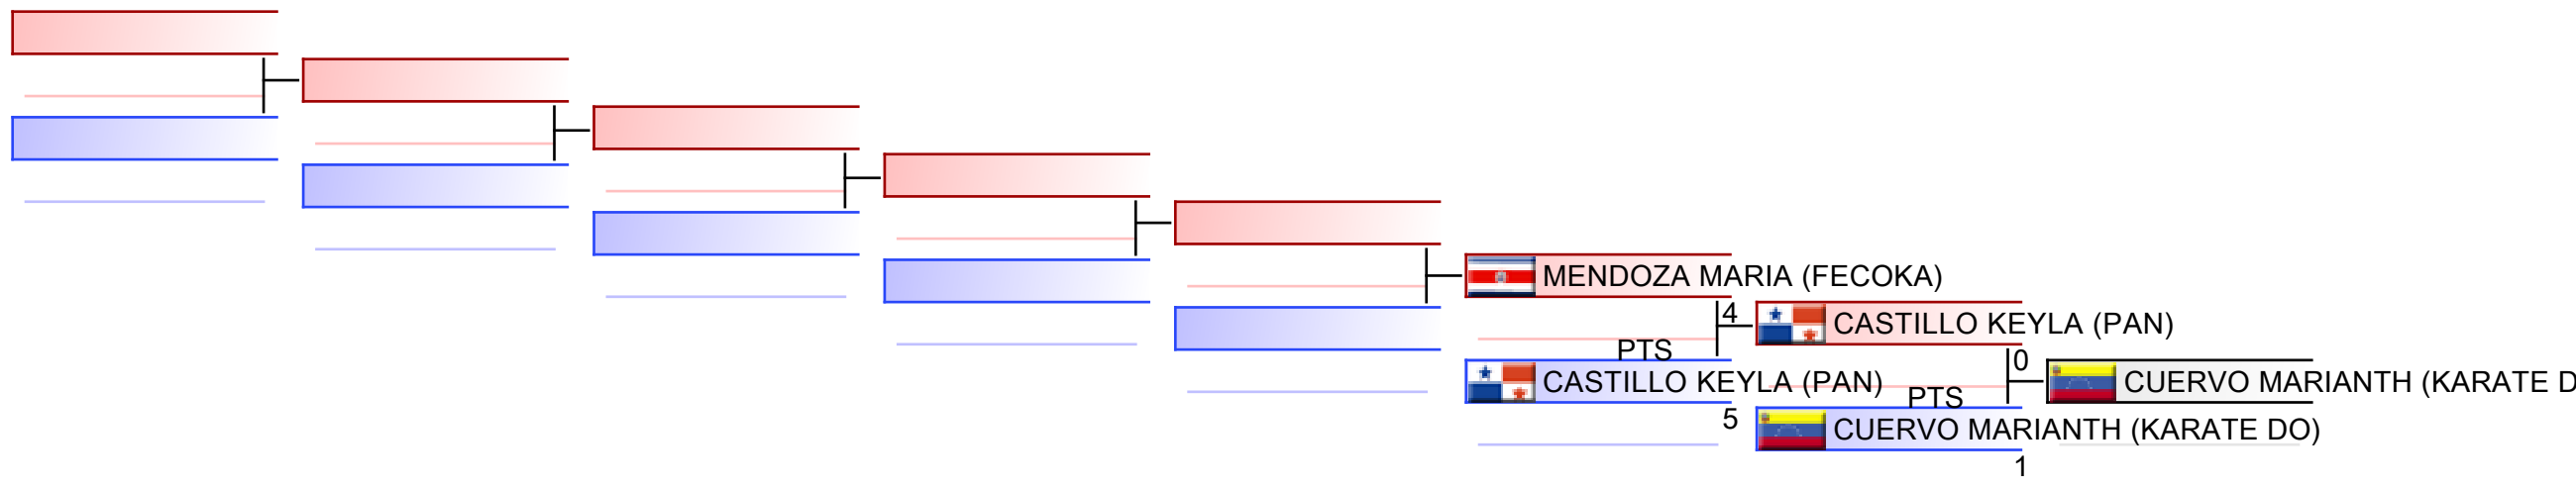 MENDOZA MARIA (FECOKA)
4
CASTILLO KEYLA (PAN)
PTS
0
CASTILLO KEYLA (PAN)
PTS
CUERVO MARIANTH (KARATE D
5
CUERVO MARIANTH (KARATE DO)
1